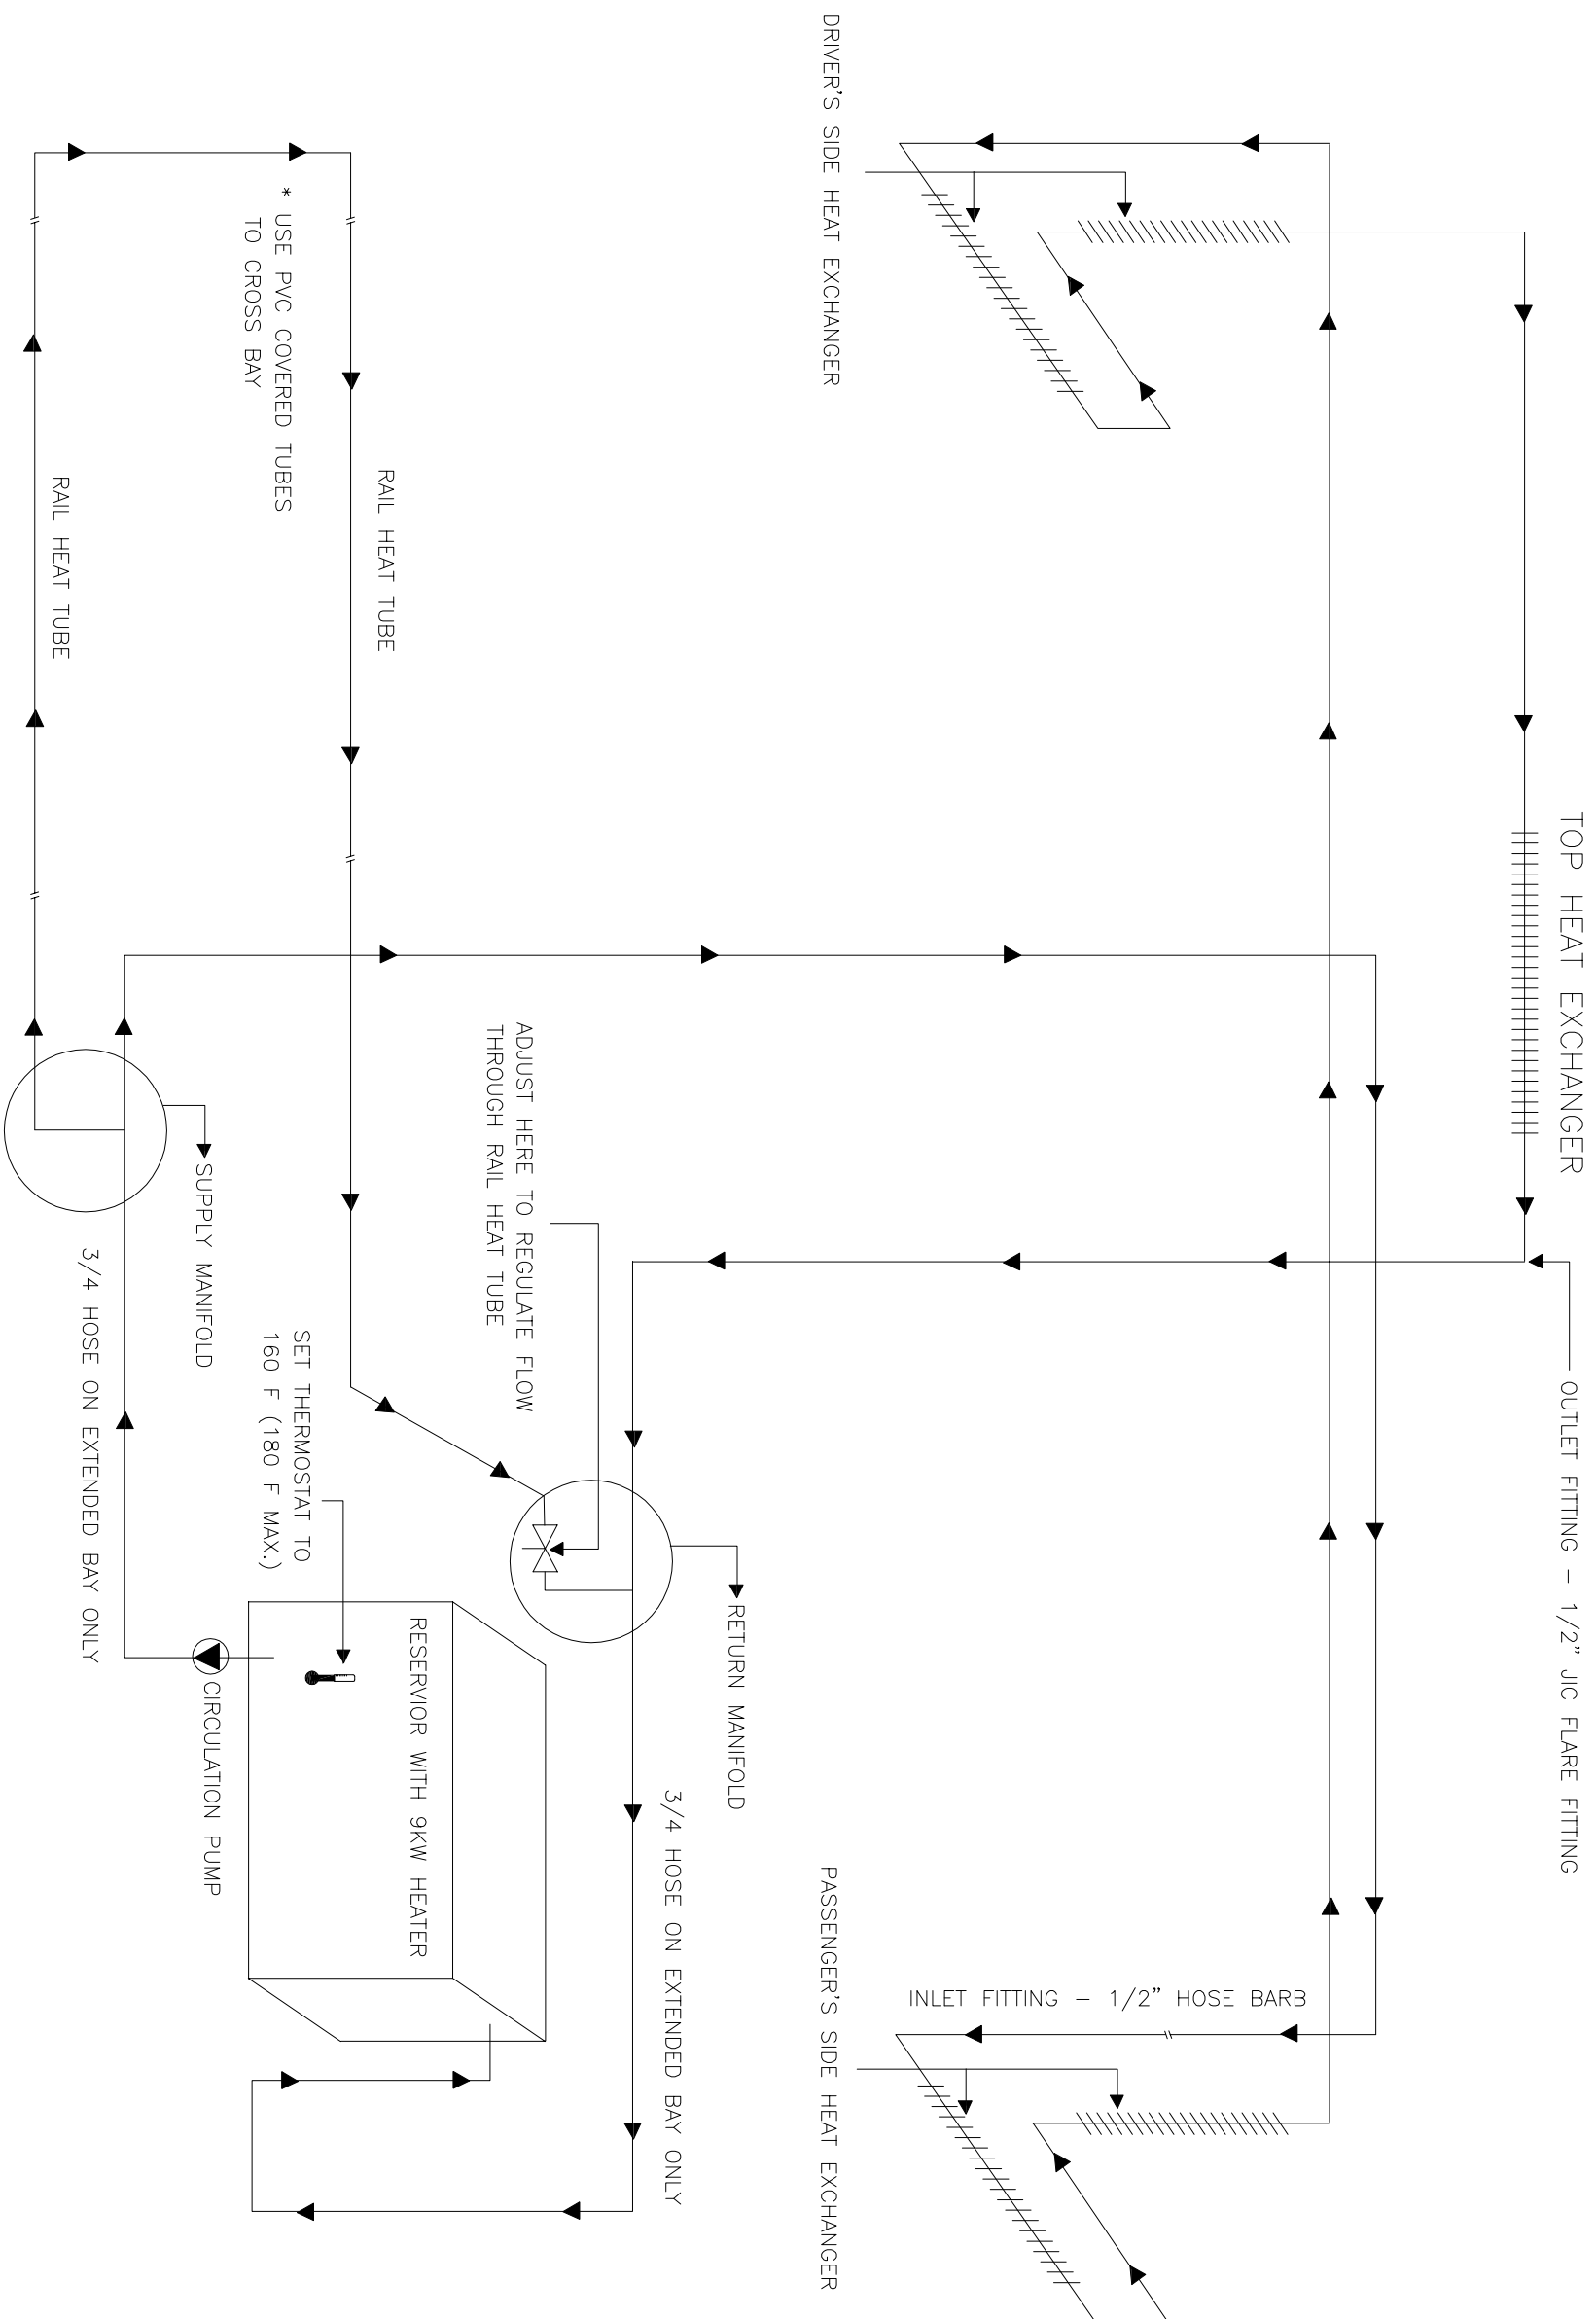 TOP HEAT EXCHANGER
OUTLET FITTING - 1/2" JIC FLARE FITTING
INLET FITTING - 1/2" HOSE BARB
DRIVER'S SIDE HEAT EXCHANGER
PASSENGER'S SIDE HEAT EXCHANGER
RETURN MANIFOLD
3/4 HOSE ON EXTENDED BAY ONLY
ADJUST HERE TO REGULATE FLOW
THROUGH RAIL HEAT TUBE
RAIL HEAT TUBE
RESERVIOR WITH 9KW HEATER
* USE PVC COVERED TUBES
TO CROSS BAY
SET THERMOSTAT TO
160 F (180 F MAX.)
SUPPLY MANIFOLD
CIRCULATION PUMP
3/4 HOSE ON EXTENDED BAY ONLY
RAIL HEAT TUBE